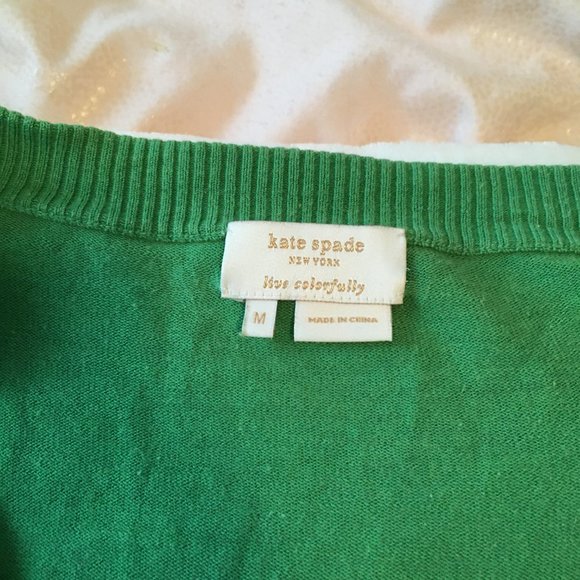 kate spade
NEW YORK
live colorfully
M
MADE IN CHINA